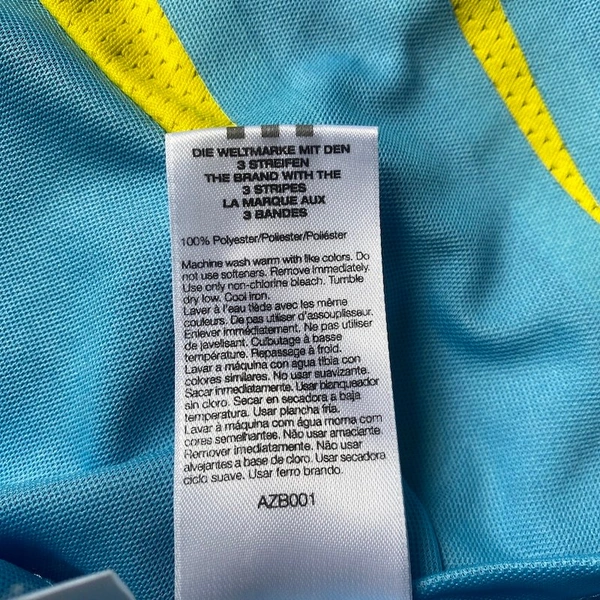 DIE WELTMARKE MIT DEN
3 STREIFEN
THE BRAND WITH THE
3 STRIPES
LA MARQUE AUX
3 BANDES
100% Polyester/Poliester/Poliéster
Machine wash warm with like colors. Do
not use softeners. Remove immediately.
Use only non-chlorine bleach. Tumble
dry low. Cool iron.
Laver à l'eau tiède avec les même
couleurs. De pas utiliser d'assouplisseur.
Enlever immédiatement. Ne pas utiliser
de javelisant. Culbutage à basse
température. Repassage à froid.
Lavar a máquina con agua tibia con
colores similares. No usar suavizante.
Sacar inmediatamente. Usar blanqueador
sin cloro. Secar en secadora a baja
temperatura. Usar plancha fria.
Lavar à máquina com água morna com
cores semelhantes. Não usar amaciante.
Remover imediatamente. Não usar
alvejantes a base de cloro. Usar secadora
ciclo suave. Usar ferro brando.
AZB001